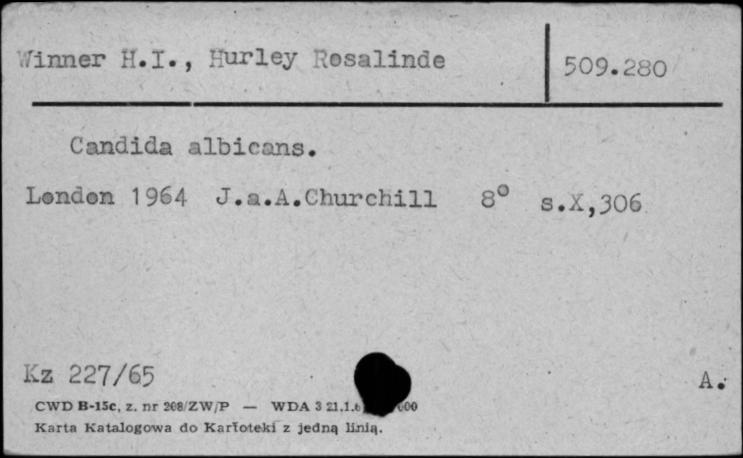 Winner H.I., Hurley Rosalinde
509.280
Candida albicans.
London 1964 J.a.A.Churchill 8° s.X,306
Kz 227/65
A.
CWD B-15c, z. nr 208/ZW/P — WDA 3 21.1.
Karta Katalogowa do Kartoteki z jedną linią.